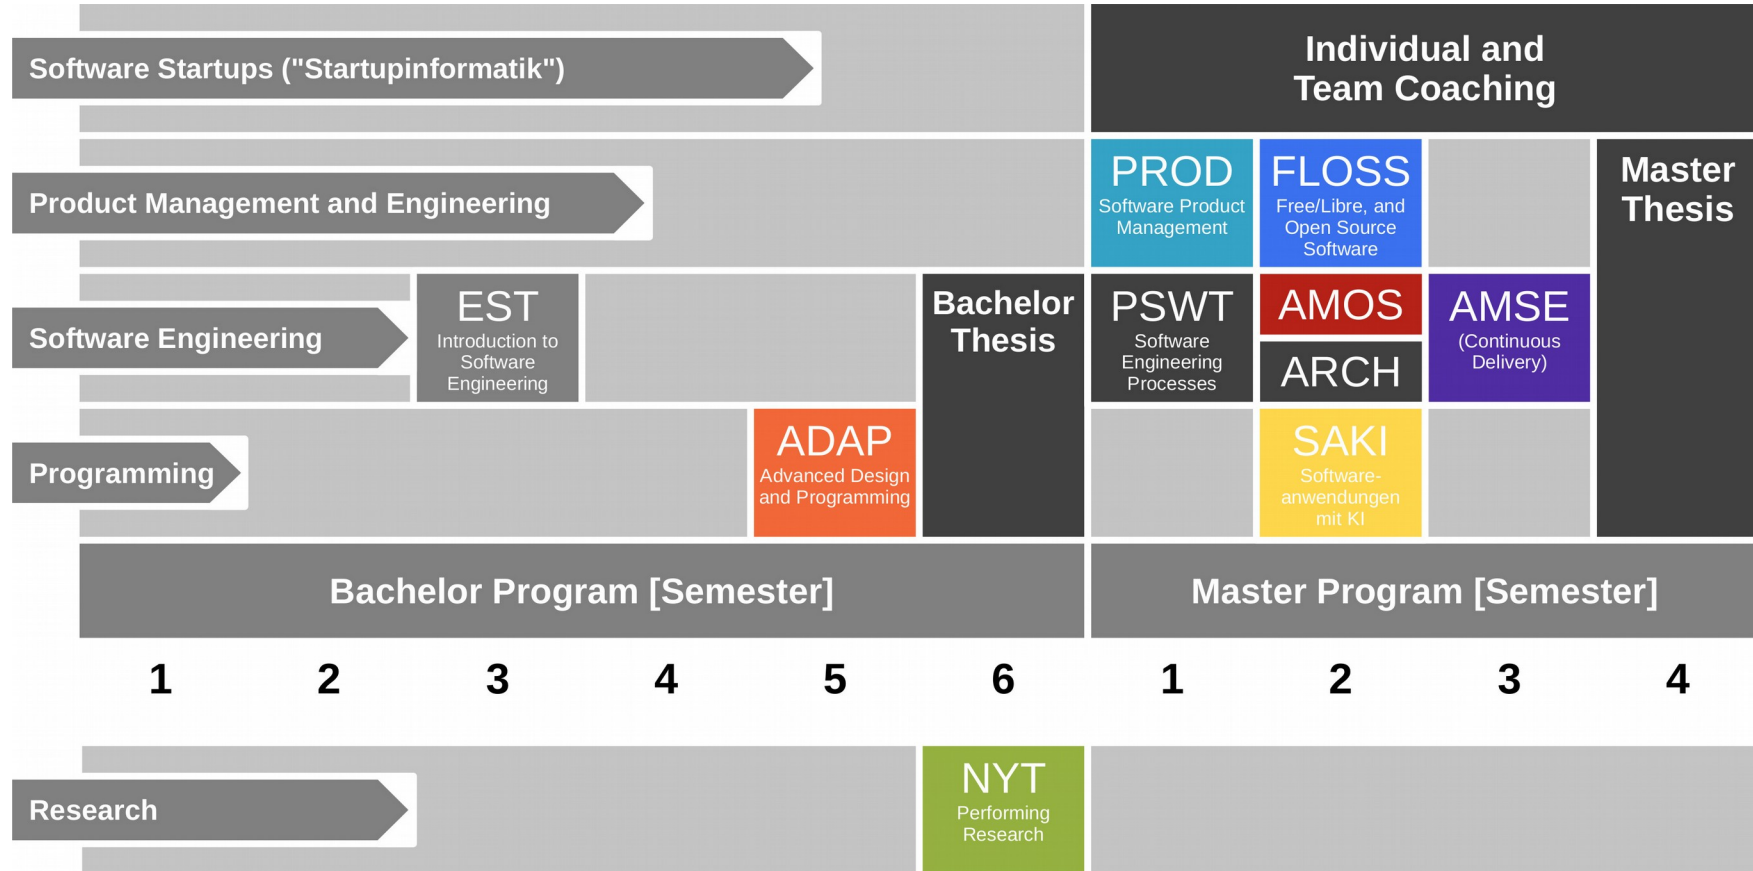 Software Startups ("Startupinformatik")
Individual and
Team Coaching
Product Management and Engineering
PROD
Software Product
Management
FLOSS
Free/Libre, and
Open Source
Software
Master
Thesis
Software Engineering
EST
Introduction to
Software
Engineering
Bachelor
Thesis
PSWT
Software
Engineering
Processes
AMOS
ARCH
AMSE
(Continuous
Delivery)
Programming
ADAP
Advanced Design
and Programming
SAKI
Software-
anwendungen
mit KI
Bachelor Program [Semester]
Master Program [Semester]
1 2 3 4 5 6 1 2 3 4
Research
NYT
Performing
Research